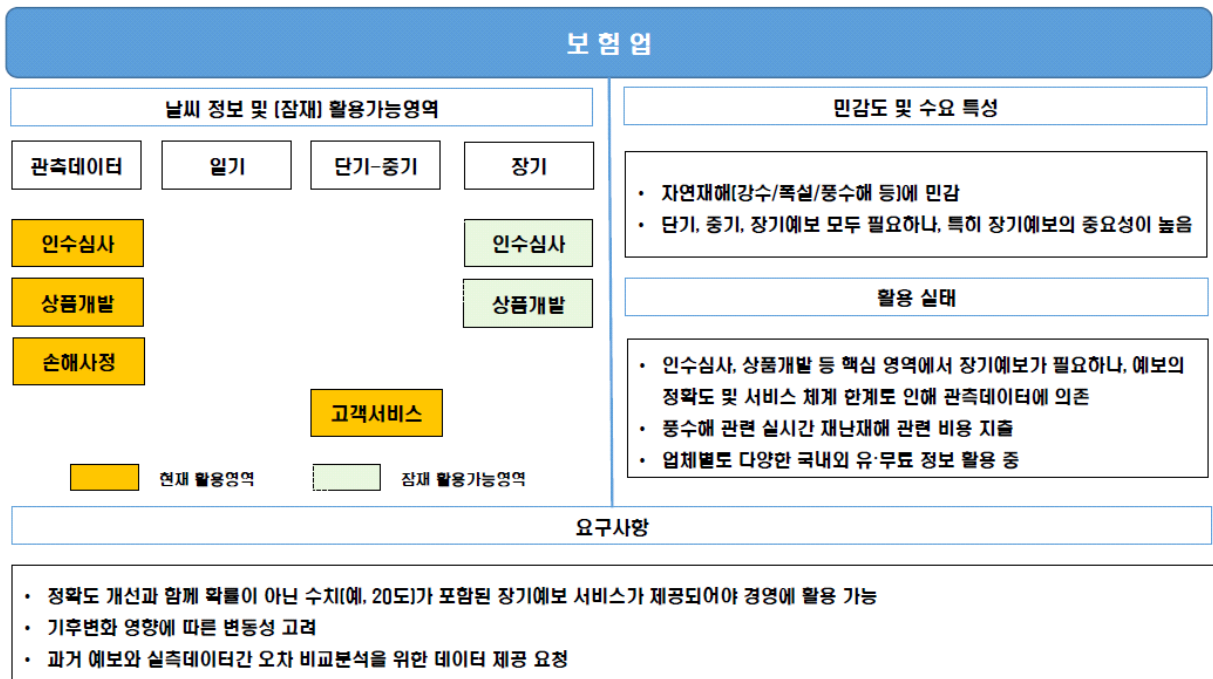 보 험 업
날씨 정보 및 (잠재) 활용가능영역
관측데이터 일기 단기-중기 장기
인수심사 인수심사
상품개발 상품개발
손해사정
고객서비스
현재 활용영역 잠재 활용가능영역
민감도 및 수요 특성
• 자연재해(강수/폭설/풍수해 등)에 민감
• 단기, 중기, 장기예보 모두 필요하나, 특히 장기예보의 중요성이 높음
활용 실태
• 인수심사, 상품개발 등 핵심 영역에서 장기예보가 필요하나, 예보의
정확도 및 서비스 체계 한계로 인해 관측데이터에 의존
• 풍수해 관련 실시간 재난재해 관련 비용 지출
• 업체별로 다양한 국내외 유·무료 정보 활용 중
요구사항
• 정확도 개선과 함께 확률이 아닌 수치(예, 20도)가 포함된 장기예보 서비스가 제공되어야 경영에 활용 가능
• 기후변화 영향에 따른 변동성 고려
• 과거 예보와 실측데이터간 오차 비교분석을 위한 데이터 제공 요청